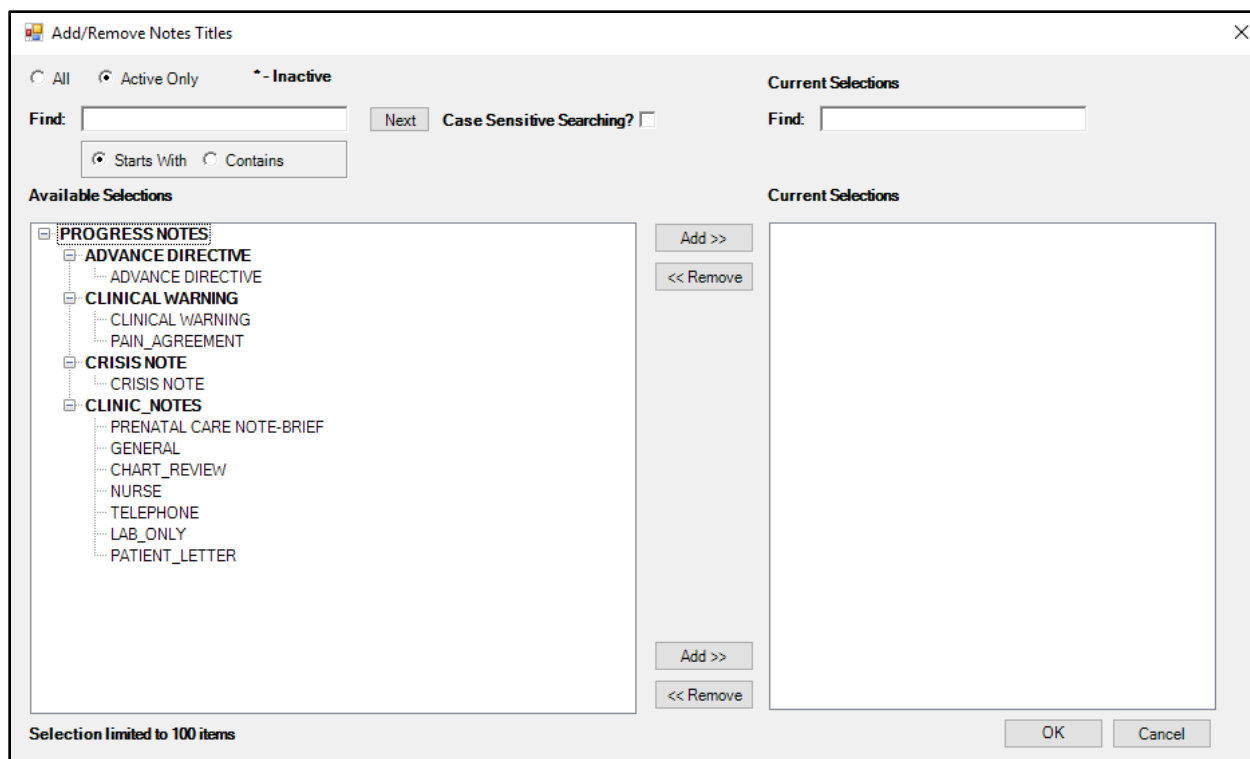 Add/Remove Notes Titles
All Active Only * - Inactive
Current Selections
Find: Next Case Sensitive Searching? Find:
Starts With Contains
Available Selections Current Selections
PROGRESS NOTES
ADVANCE DIRECTIVE
ADVANCE DIRECTIVE
CLINICAL WARNING
CLINICAL WARNING
PAIN_AGREEMENT
CRISIS NOTE
CRISIS NOTE
CLINIC_NOTES
PRENATAL CARE NOTE-BRIEF
GENERAL
CHART_REVIEW
NURSE
TELEPHONE
LAB_ONLY
PATIENT_LETTER
Add >>
<< Remove
Add >>
<< Remove
Selection limited to 100 items
OK Cancel